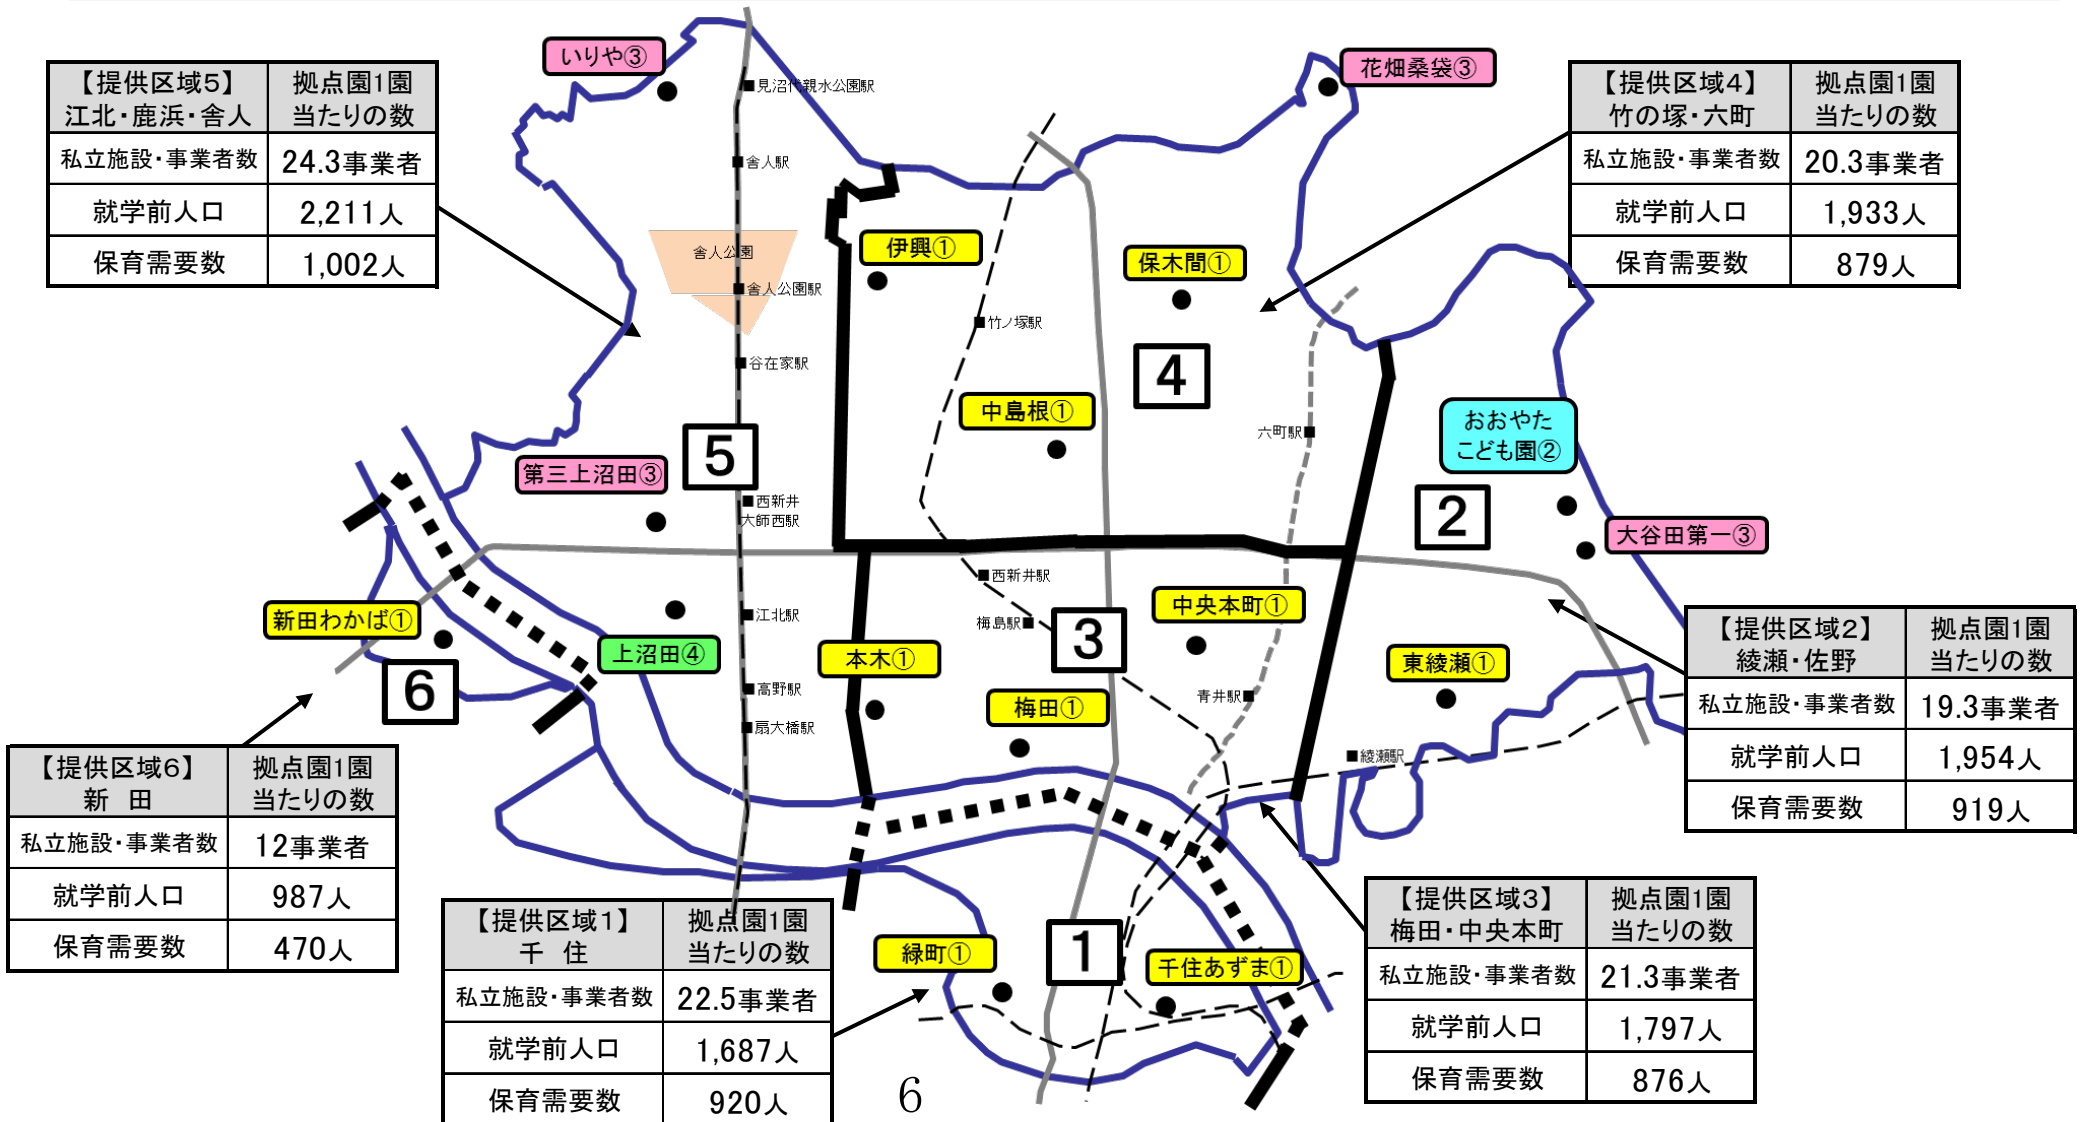 いりや③
花畑桑袋③
【提供区域5】
江北・鹿浜・舎人
拠点園1園
当たりの数
私立施設・事業者数
24.3事業者
就学前人口
2,211人
保育需要数
1,002人
【提供区域4】
竹の塚・六町
拠点園1園
当たりの数
私立施設・事業者数
20.3事業者
就学前人口
1,933人
保育需要数
879人
見沼代親水公園駅
舎人駅
舎人公園
舎人公園駅
谷在家駅
伊興①
保木間①
竹ノ塚駅
4
中島根①
六町駅
おおやた
こども園②
5
第三上沼田③
西新井
大師西駅
2
大谷田第一③
西新井駅
梅島駅
3
中央本町①
新田わかば①
江北駅
上沼田④
本木①
東綾瀬①
6
高野駅
扇大橋駅
梅田①
青井駅
綾瀬駅
【提供区域2】
綾瀬・佐野
拠点園1園
当たりの数
私立施設・事業者数
19.3事業者
就学前人口
1,954人
保育需要数
919人
【提供区域6】
新 田
拠点園1園
当たりの数
私立施設・事業者数
12事業者
就学前人口
987人
保育需要数
470人
【提供区域1】
千 住
拠点園1園
当たりの数
私立施設・事業者数
22.5事業者
就学前人口
1,687人
保育需要数
920人
緑町①
1
千住あずま①
【提供区域3】
梅田・中央本町
拠点園1園
当たりの数
私立施設・事業者数
21.3事業者
就学前人口
1,797人
保育需要数
876人
6